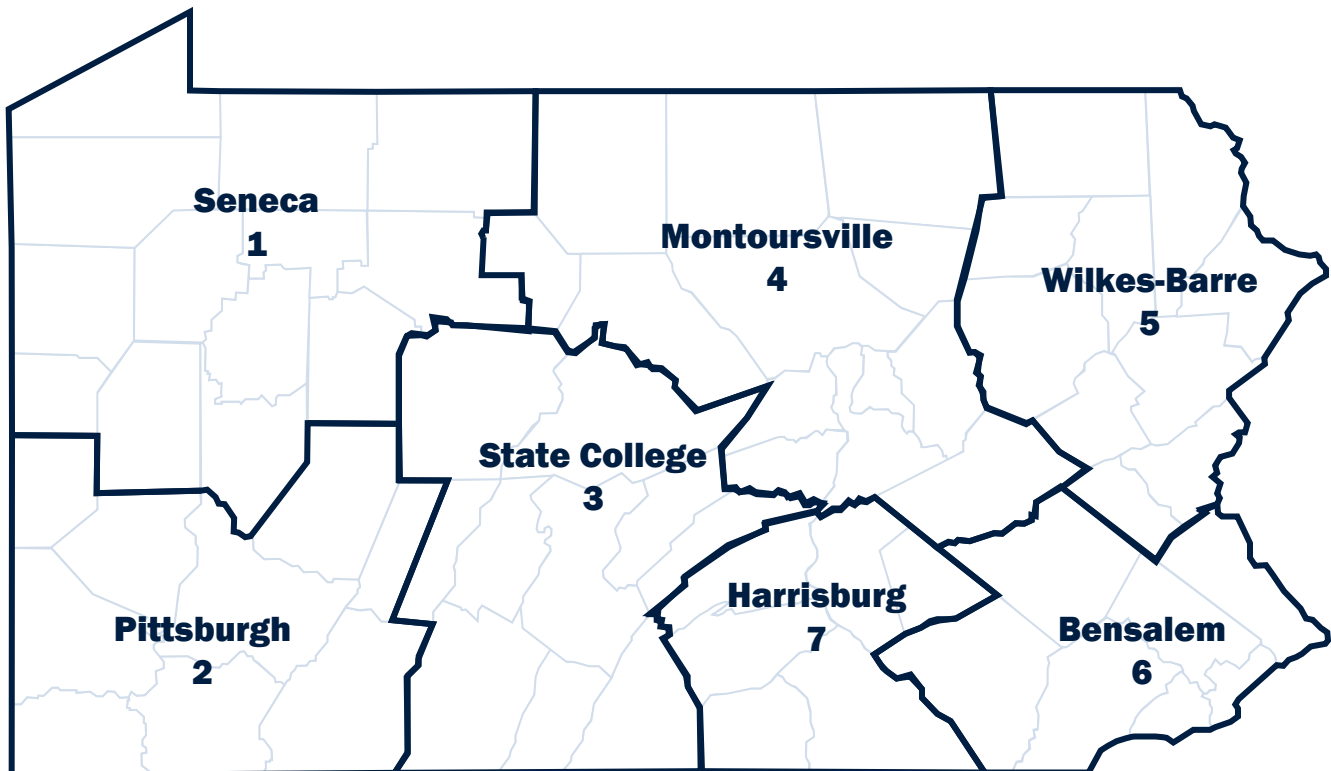 Seneca
1
Montoursville
4
Wilkes-Barre
5
State College
3
Harrisburg
7
Pittsburgh
2
Bensalem
6